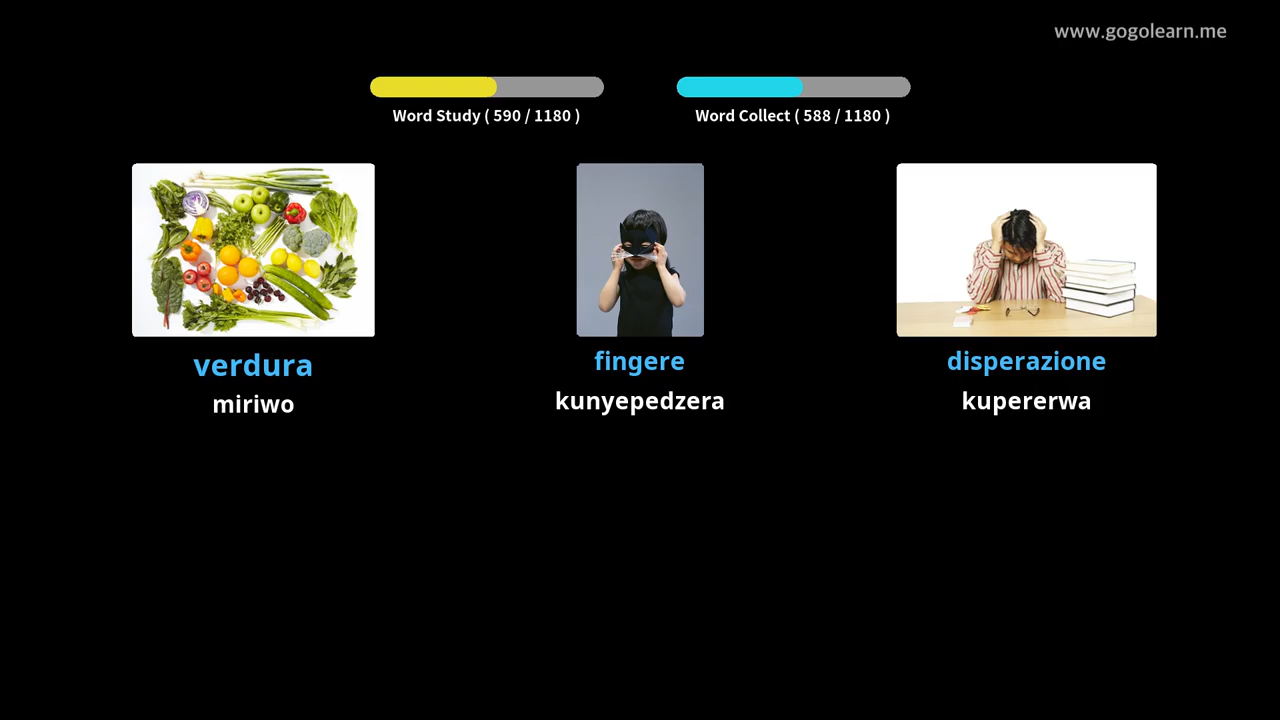 www.gogolearn.me
Word Study ( 590 / 1180 )
Word Collect ( 588 / 1180 )
verdura
miriwo
fingere
kunyepedzera
disperazione
kupererwa